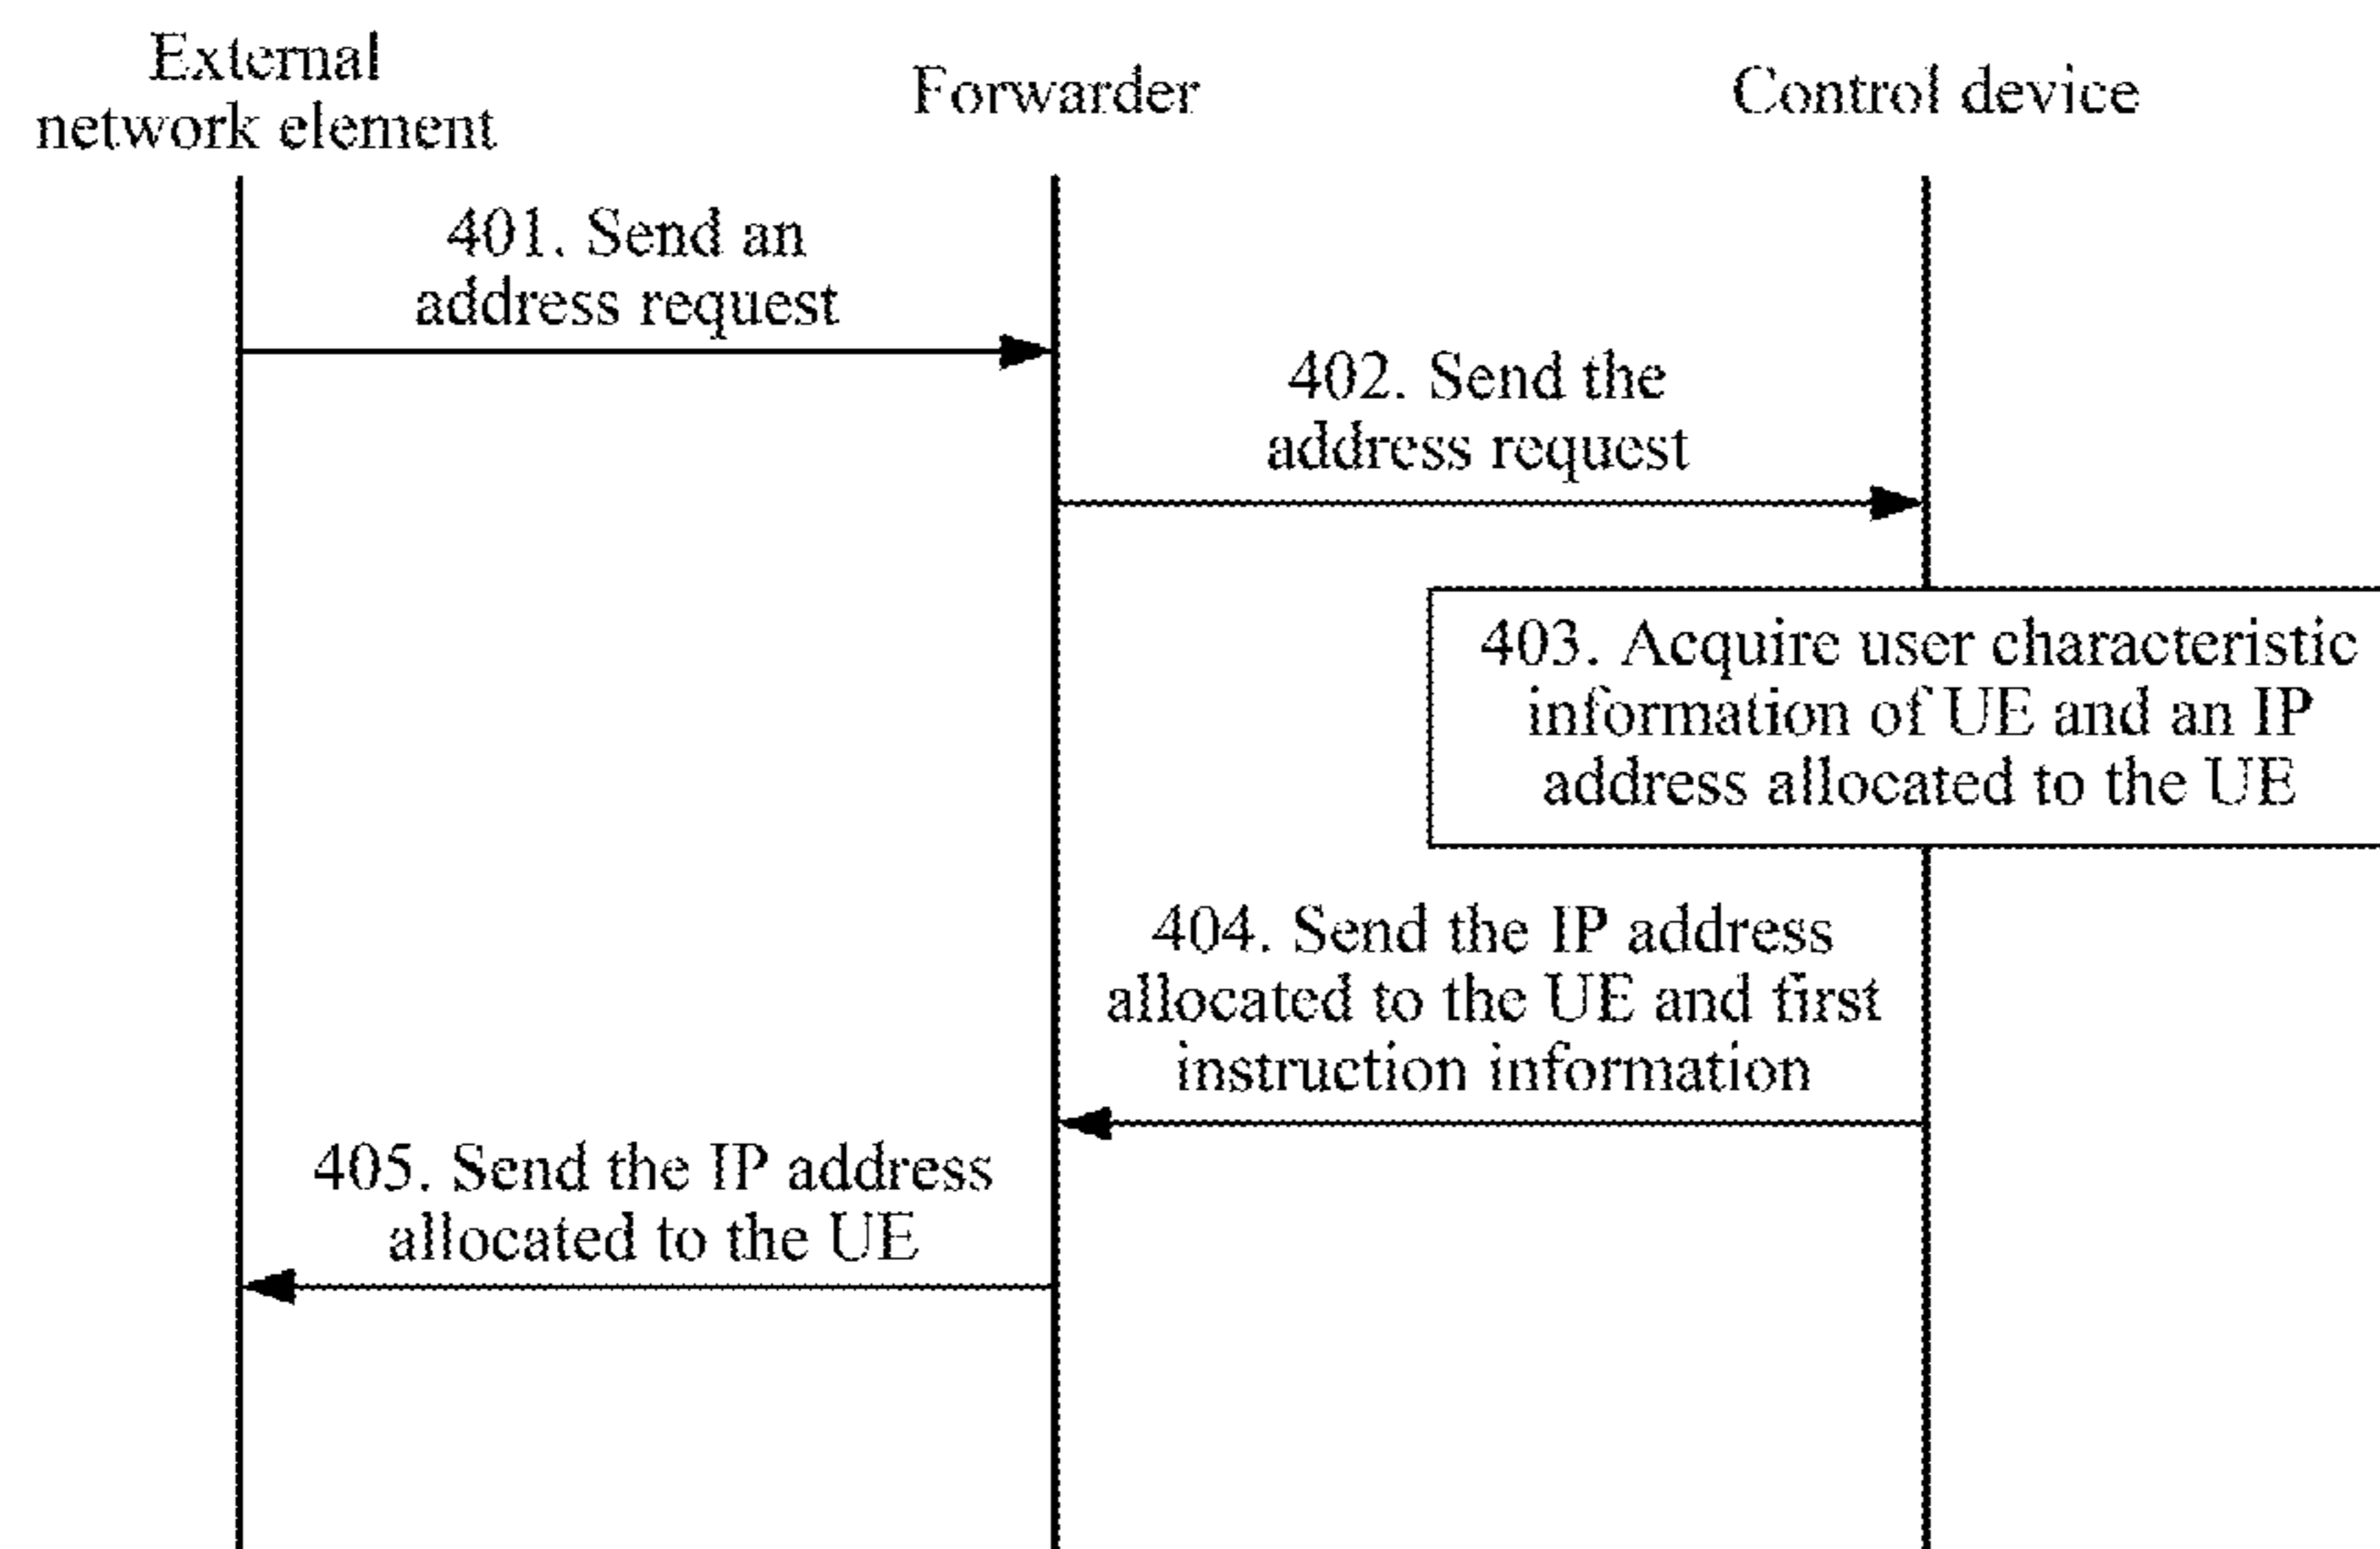 External
network element
Forwarder
Control device
401. Send an
address request
402. Send the
address request
403. Acquire user characteristic
information of UE and an IP
address allocated to the UE
404. Send the IP address
allocated to the UE and first
instruction information
405. Send the IP address
allocated to the UE